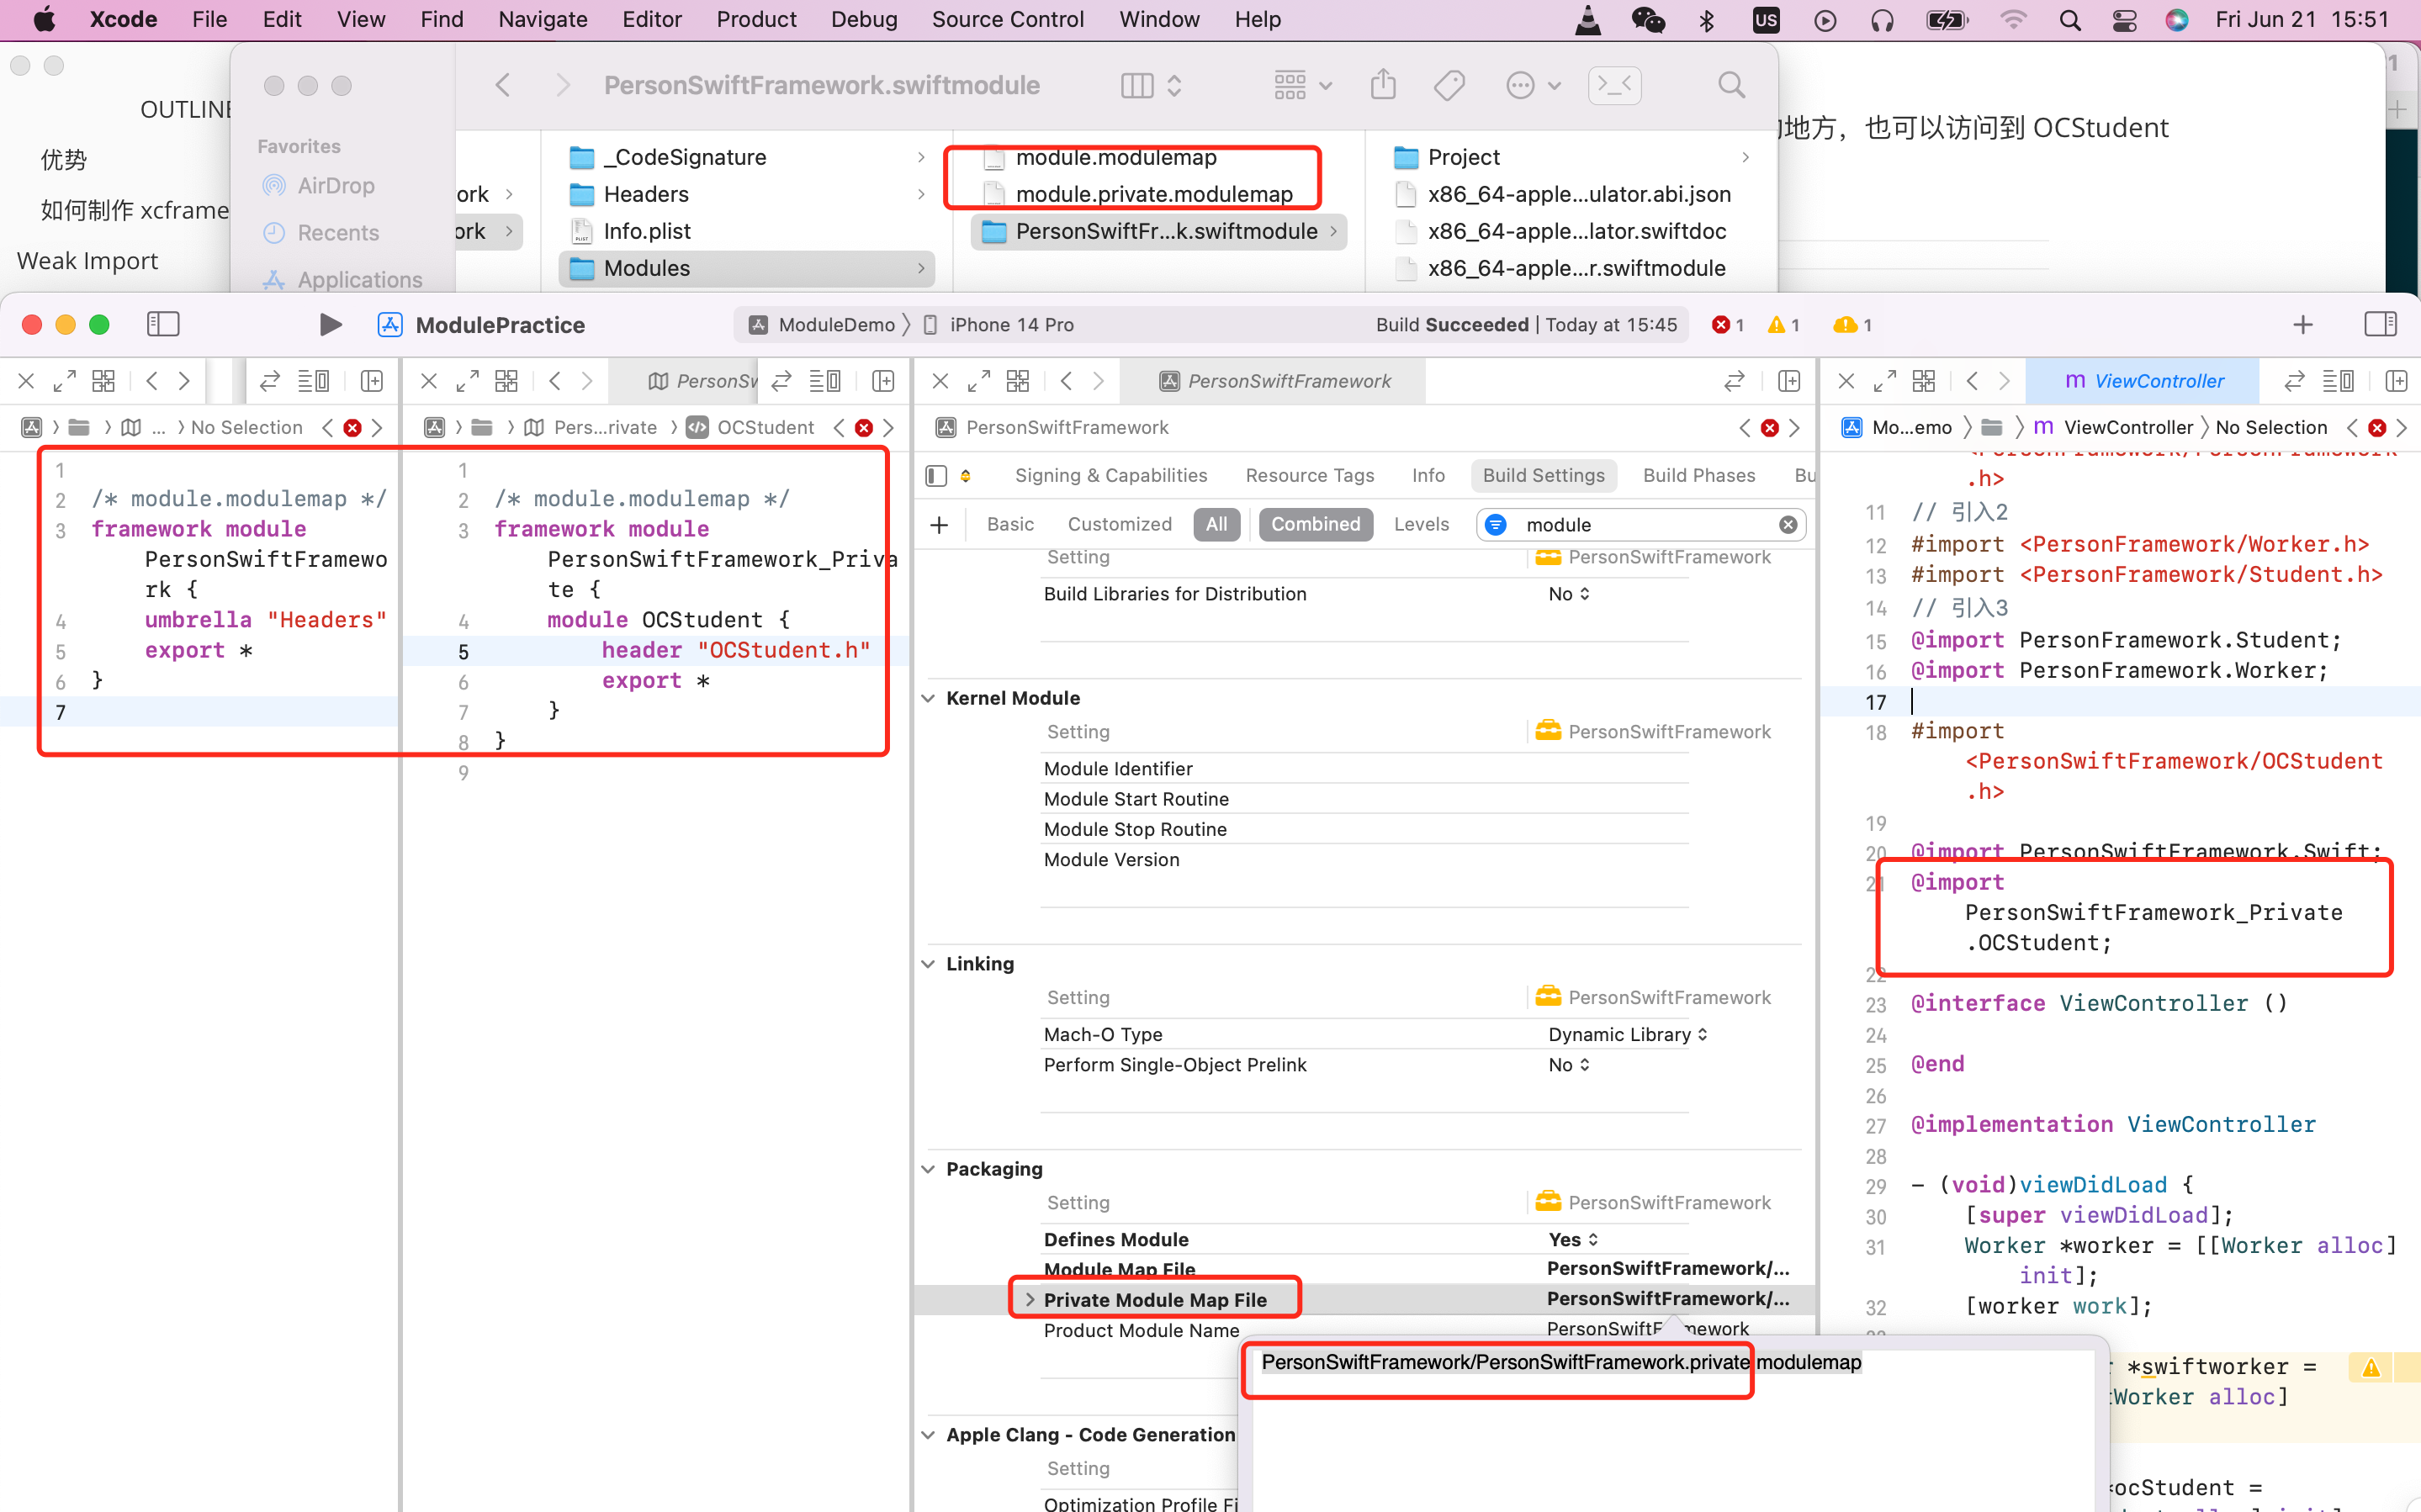 Xcode File Edit View Find Navigate Editor Product Debug Source Control Window Help US Fri Jun 21 15:51
PersonSwiftFramework.swiftmodule
OUTLINE
优势
如何制作 xcframe
Weak Import
Favorites
AirDrop
Recents
Applications
ork
ork
_CodeSignature
Headers
Info.plist
Modules
module.modulemap
module.private.modulemap
PersonSwiftFr...k.swiftmodule
Project
x86_64-apple...ulator.abi.json
x86_64-apple...lator.swiftdoc
x86_64-apple...r.swiftmodule
地方，也可以访问到 OCStudent
ModulePractice
ModuleDemo iPhone 14 Pro
Build Succeeded | Today at 15:45
1 1 1
PersonSw
PersonSwiftFramework
m ViewController
... No Selection
Pers...rivate OCStudent
PersonSwiftFramework
Mo...emo m ViewController No Selection
1
2 /* module.modulemap */
3 framework module
PersonSwiftFramewo
rk {
4 umbrella "Headers"
5 export *
6 }
7
1
2 /* module.modulemap */
3 framework module
PersonSwiftFramework_Priva
te {
4 module OCStudent {
5 header "OCStudent.h"
6 export *
7 }
8 }
9
Signing & Capabilities Resource Tags Info Build Settings Build Phases Bu
Basic Customized All Combined Levels module
Setting PersonSwiftFramework
Build Libraries for Distribution No
Kernel Module
Setting PersonSwiftFramework
Module Identifier
Module Start Routine
Module Stop Routine
Module Version
Linking
Setting PersonSwiftFramework
Mach-O Type Dynamic Library
Perform Single-Object Prelink No
Packaging
Setting PersonSwiftFramework
Defines Module Yes
Module Map File PersonSwiftFramework/...
Private Module Map File PersonSwiftFramework/...
Product Module Name PersonSwiftFramework
PersonSwiftFramework/PersonSwiftFramework.private.modulemap
Apple Clang - Code Generation
Setting
Optimization Profile Fi
<PersonFramework/PersonFramework
.h>
11 // 引入2
12 #import <PersonFramework/Worker.h>
13 #import <PersonFramework/Student.h>
14 // 引入3
15 @import PersonFramework.Student;
16 @import PersonFramework.Worker;
17
18 #import
<PersonSwiftFramework/OCStudent
.h>
19
20 @import PersonSwiftFramework.Swift;
21 @import
PersonSwiftFramework_Private
.OCStudent;
22
23 @interface ViewController ()
24
25 @end
26
27 @implementation ViewController
28
29 - (void)viewDidLoad {
30 [super viewDidLoad];
31 Worker *worker = [[Worker alloc]
init];
32 [worker work];
*swiftworker =
Worker alloc]
ocStudent =